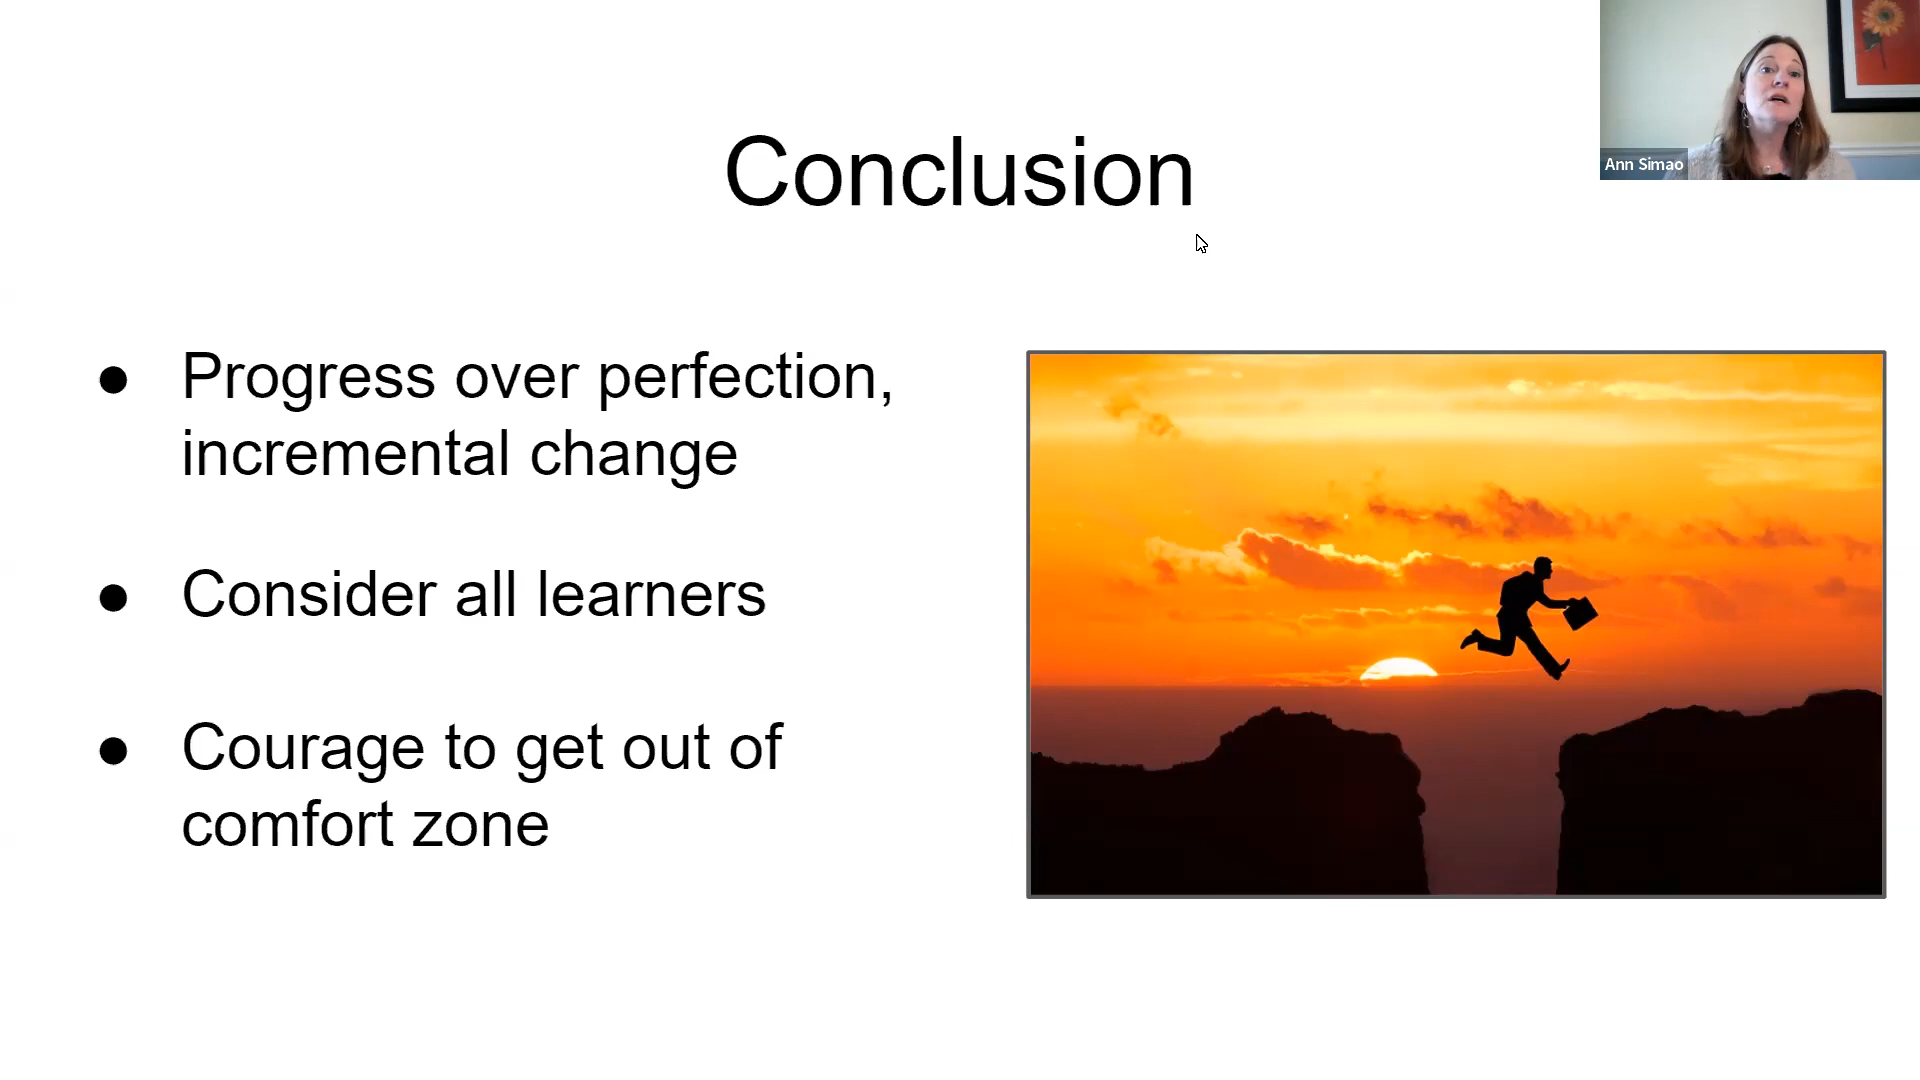 Conclusion
Ann Simao
● Progress over perfection,
incremental change
● Consider all learners
● Courage to get out of
comfort zone